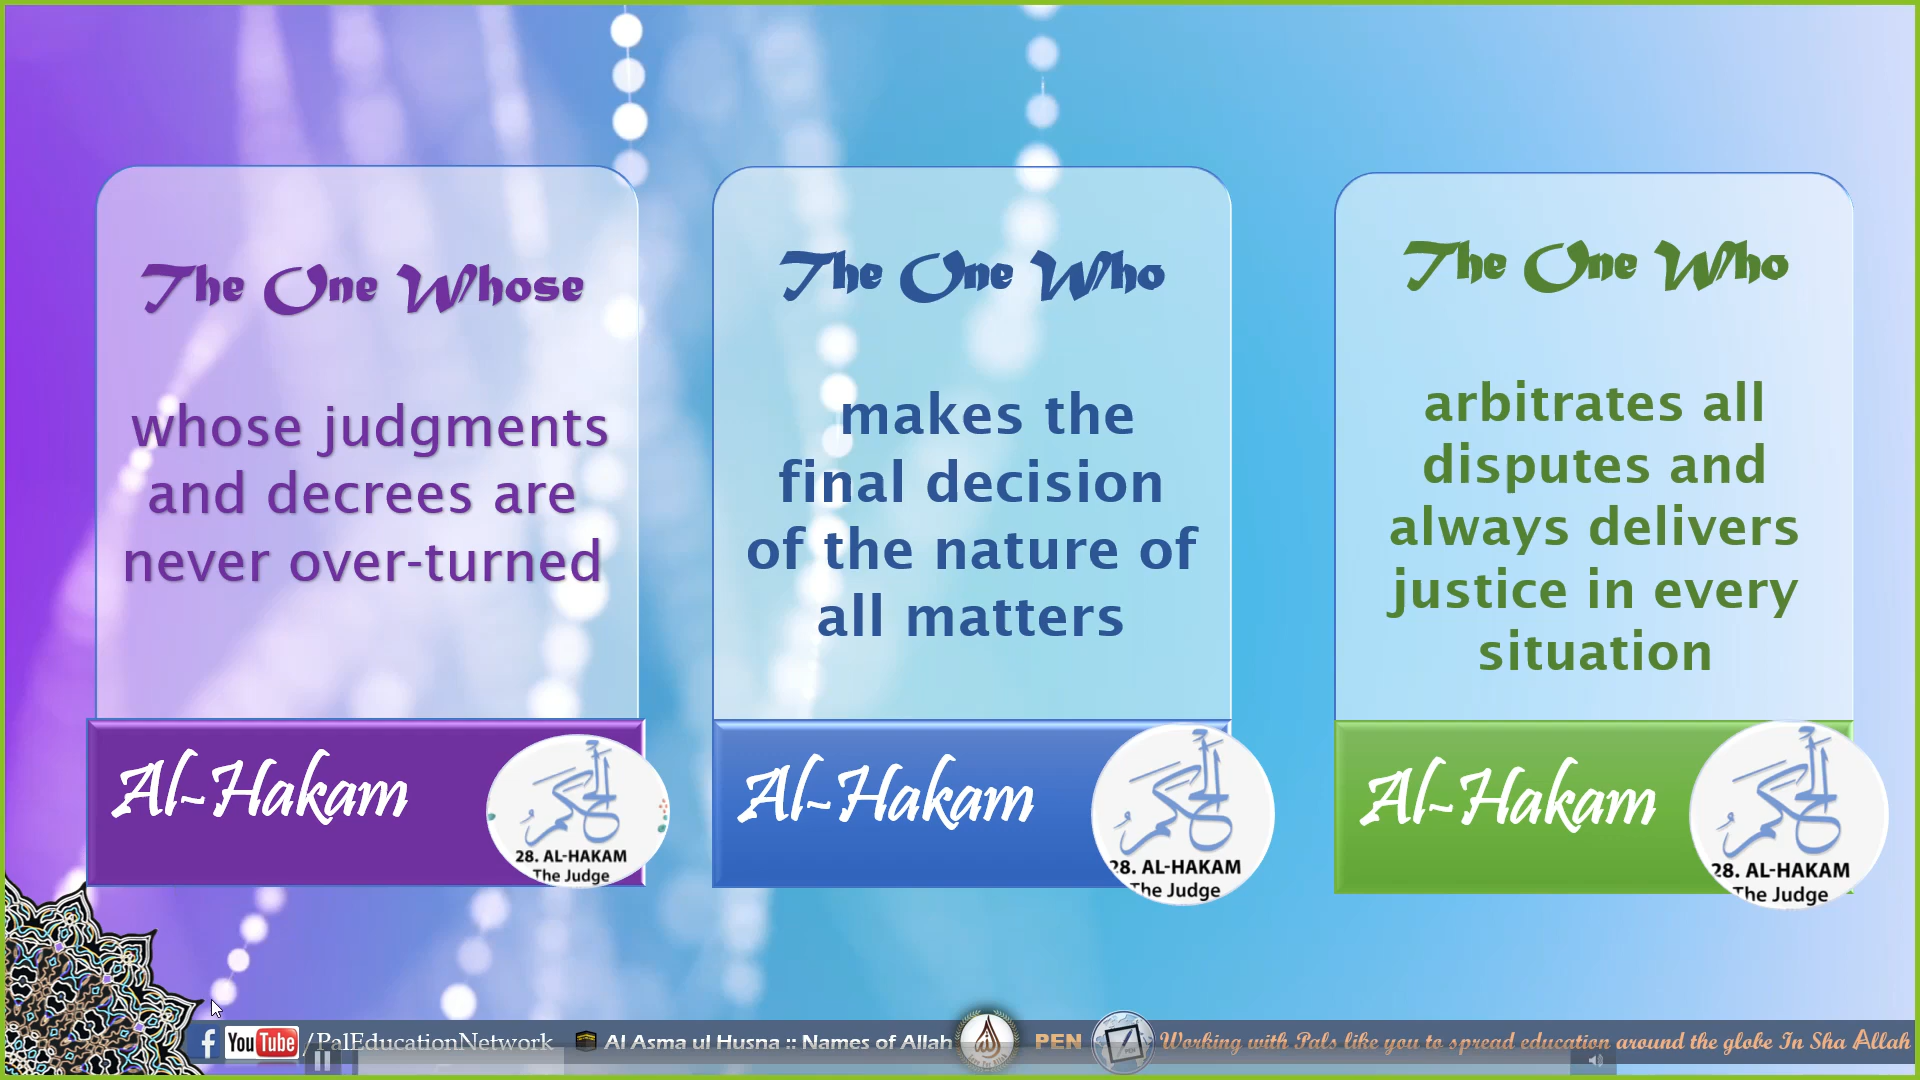 The One Whose
whose judgments
and decrees are
never over-turned
Al-Hakam
الحكم
28. AL-HAKAM
The Judge
The One Who
makes the
final decision
of the nature of
all matters
Al-Hakam
الحكم
28. AL-HAKAM
The Judge
The One Who
arbitrates all
disputes and
always delivers
justice in every
situation
Al-Hakam
الحكم
28. AL-HAKAM
The Judge
f YouTube /PalEducationNetwork Al Asma ul Husna :: Names of Allah PEN Working with Pals like you to spread education around the globe In Sha Allah